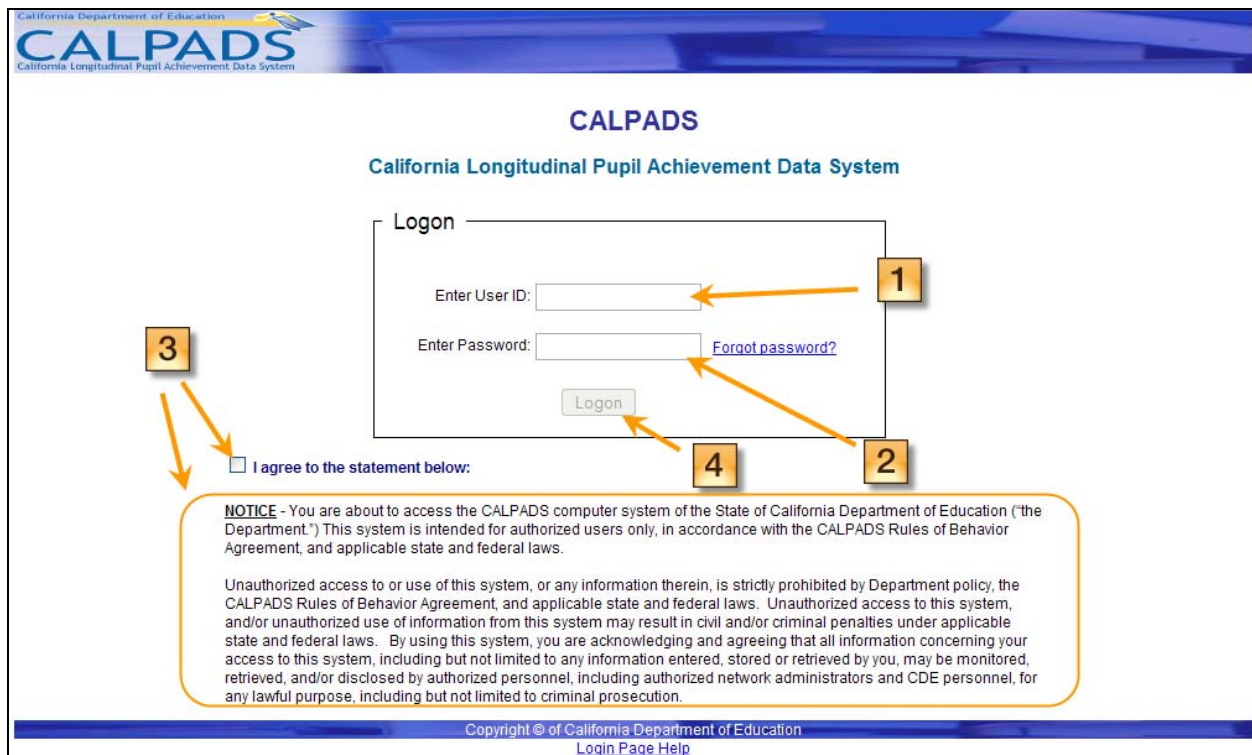 California Department of Education
CALPADS
California Longitudinal Pupil Achievement Data System
CALPADS
California Longitudinal Pupil Achievement Data System
Logon
1
Enter User ID:
3
Enter Password:
Forgot password?
Logon
4
2
I agree to the statement below:
NOTICE - You are about to access the CALPADS computer system of the State of California Department of Education ("the
Department.") This system is intended for authorized users only, in accordance with the CALPADS Rules of Behavior
Agreement, and applicable state and federal laws.
Unauthorized access to or use of this system, or any information therein, is strictly prohibited by Department policy, the
CALPADS Rules of Behavior Agreement, and applicable state and federal laws. Unauthorized access to this system,
and/or unauthorized use of information from this system may result in civil and/or criminal penalties under applicable
state and federal laws. By using this system, you are acknowledging and agreeing that all information concerning your
access to this system, including but not limited to any information entered, stored or retrieved by you, may be monitored,
retrieved, and/or disclosed by authorized personnel, including authorized network administrators and CDE personnel, for
any lawful purpose, including but not limited to criminal prosecution.
Copyright © of California Department of Education
Login Page Help